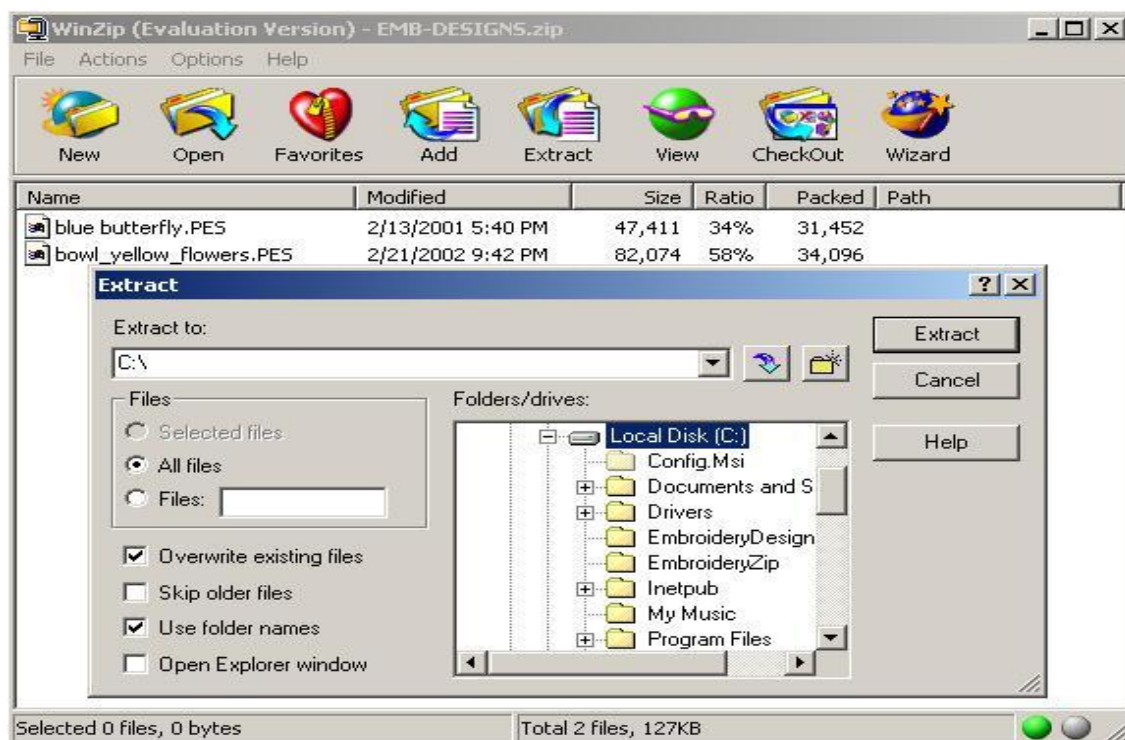 WinZip (Evaluation Version) - EMB-DESIGNS.zip
File Actions Options Help
New Open Favorites Add Extract View CheckOut Wizard
Name Modified Size Ratio Packed Path
blue butterfly.PES 2/13/2001 5:40 PM 47,411 34% 31,452
bowl_yellow_flowers.PES 2/21/2002 9:42 PM 82,074 58% 34,096
Extract
Extract to:
C:\
Extract
Cancel
Help
Files
Selected files
All files
Files:
Overwrite existing files
Skip older files
Use folder names
Open Explorer window
Folders/drives:
Local Disk (C:)
Config.Msi
Documents and S
Drivers
EmbroideryDesign
EmbroideryZip
Inetpub
My Music
Program Files
Selected 0 files, 0 bytes
Total 2 files, 127KB